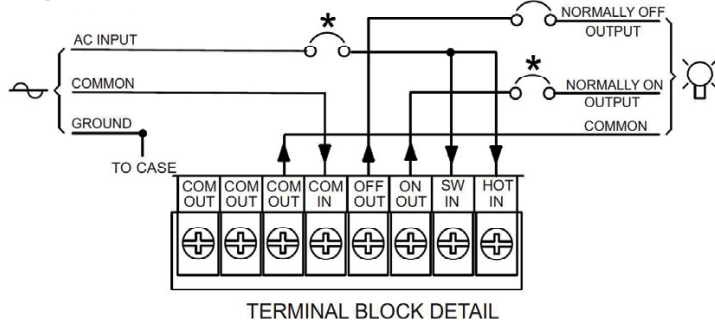 NORMALLY OFF
OUTPUT
AC INPUT
*
*
COMMON
NORMALLY ON
OUTPUT
GROUND
COMMON
TO CASE
COM OUT
COM OUT
COM OUT
COM IN
OFF OUT
ON OUT
SW IN
HOT IN
TERMINAL BLOCK DETAIL